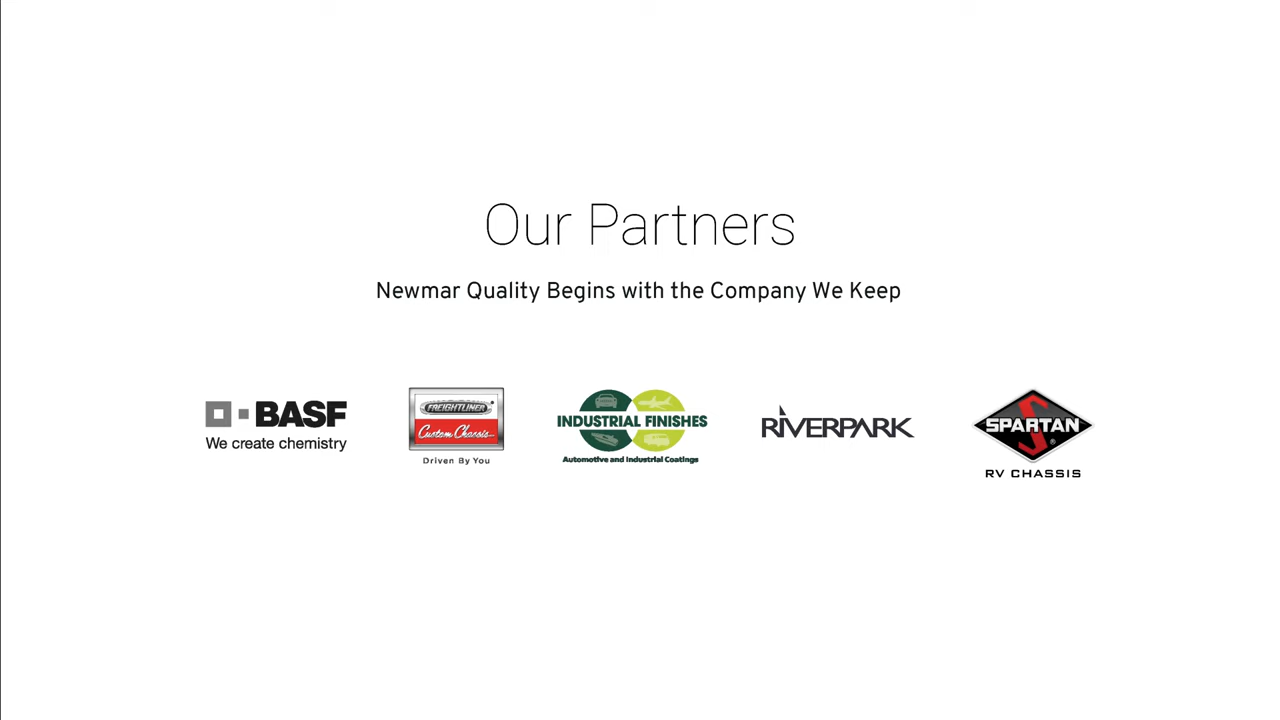 Our Partners
Newmar Quality Begins with the Company We Keep
BASF
We create chemistry
FREIGHTLINER
Custom Chassis
Driven By You
INDUSTRIAL FINISHES
Automotive and Industrial Coatings
RIVERPARK
SPARTAN
®
RV CHASSIS